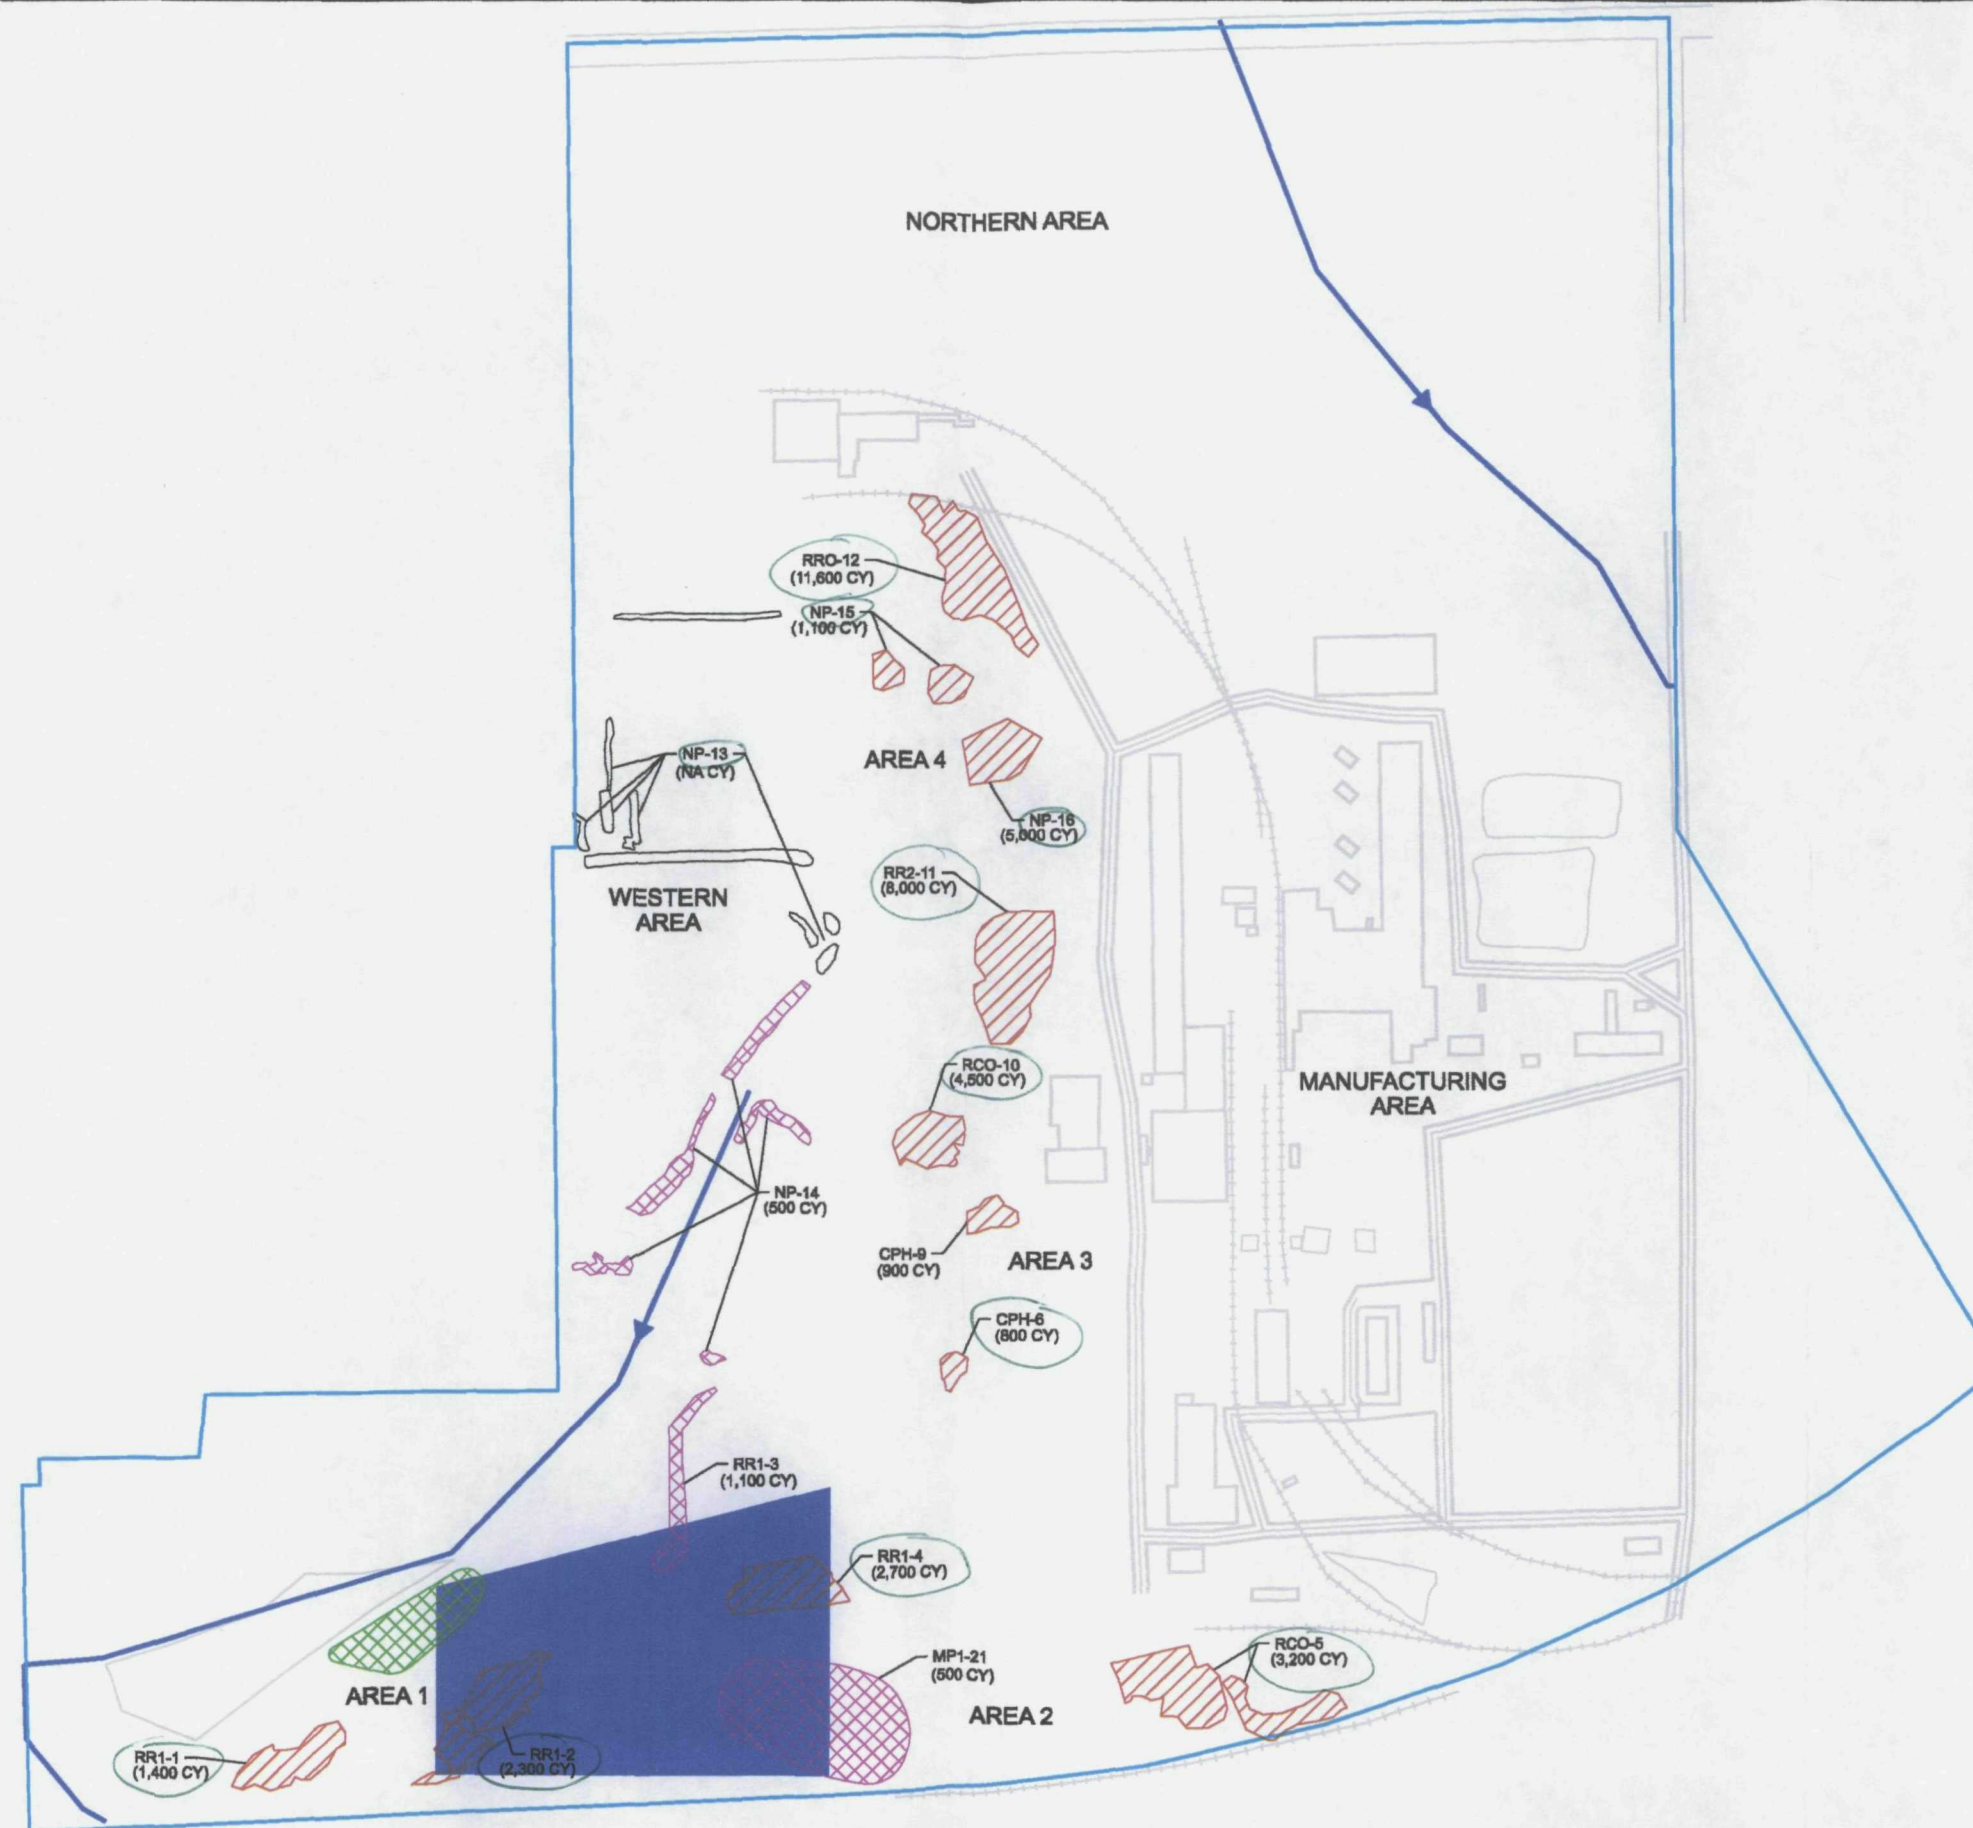 NORTHERN AREA
RRO-12
(11,600 CY)
NP-15
(1,100 CY)
NP-13
(NA CY)
AREA 4
NP-16
(5,000 CY)
RR2-11
(8,000 CY)
WESTERN
AREA
RCO-10
(4,500 CY)
MANUFACTURING
AREA
NP-14
(500 CY)
CPH-9
(900 CY)
AREA 3
CPH-6
(800 CY)
RR1-3
(1,100 CY)
RR1-4
(2,700 CY)
RCO-5
(3,200 CY)
MP1-21
(500 CY)
AREA 1
AREA 2
RR1-1
(1,400 CY)
RR1-2
(2,300 CY)